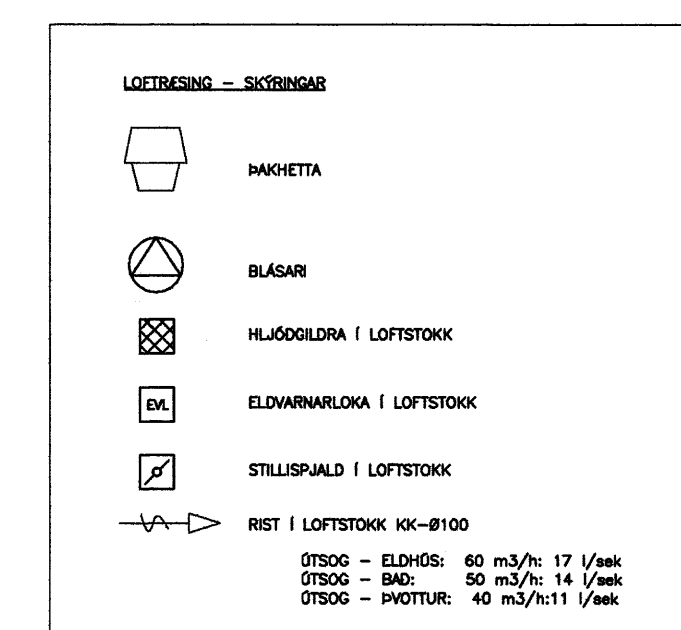 LOFTRÆSING – SKÝRINGAR
ÞAKHETTA
BLÁSARI
HLJÓDGILDRA Í LOFTSTOKK
EVL ELDVARNARLOKA Í LOFTSTOKK
STILLISPJALD Í LOFTSTOKK
RIST Í LOFTSTOKK KK–Ø100
ÚTSOG – ELDHÚS: 60 m3/h: 17 l/sek
ÚTSOG – BAÐ: 50 m3/h: 14 l/sek
ÚTSOG – ÞVOTTUR: 40 m3/h:11 l/sek